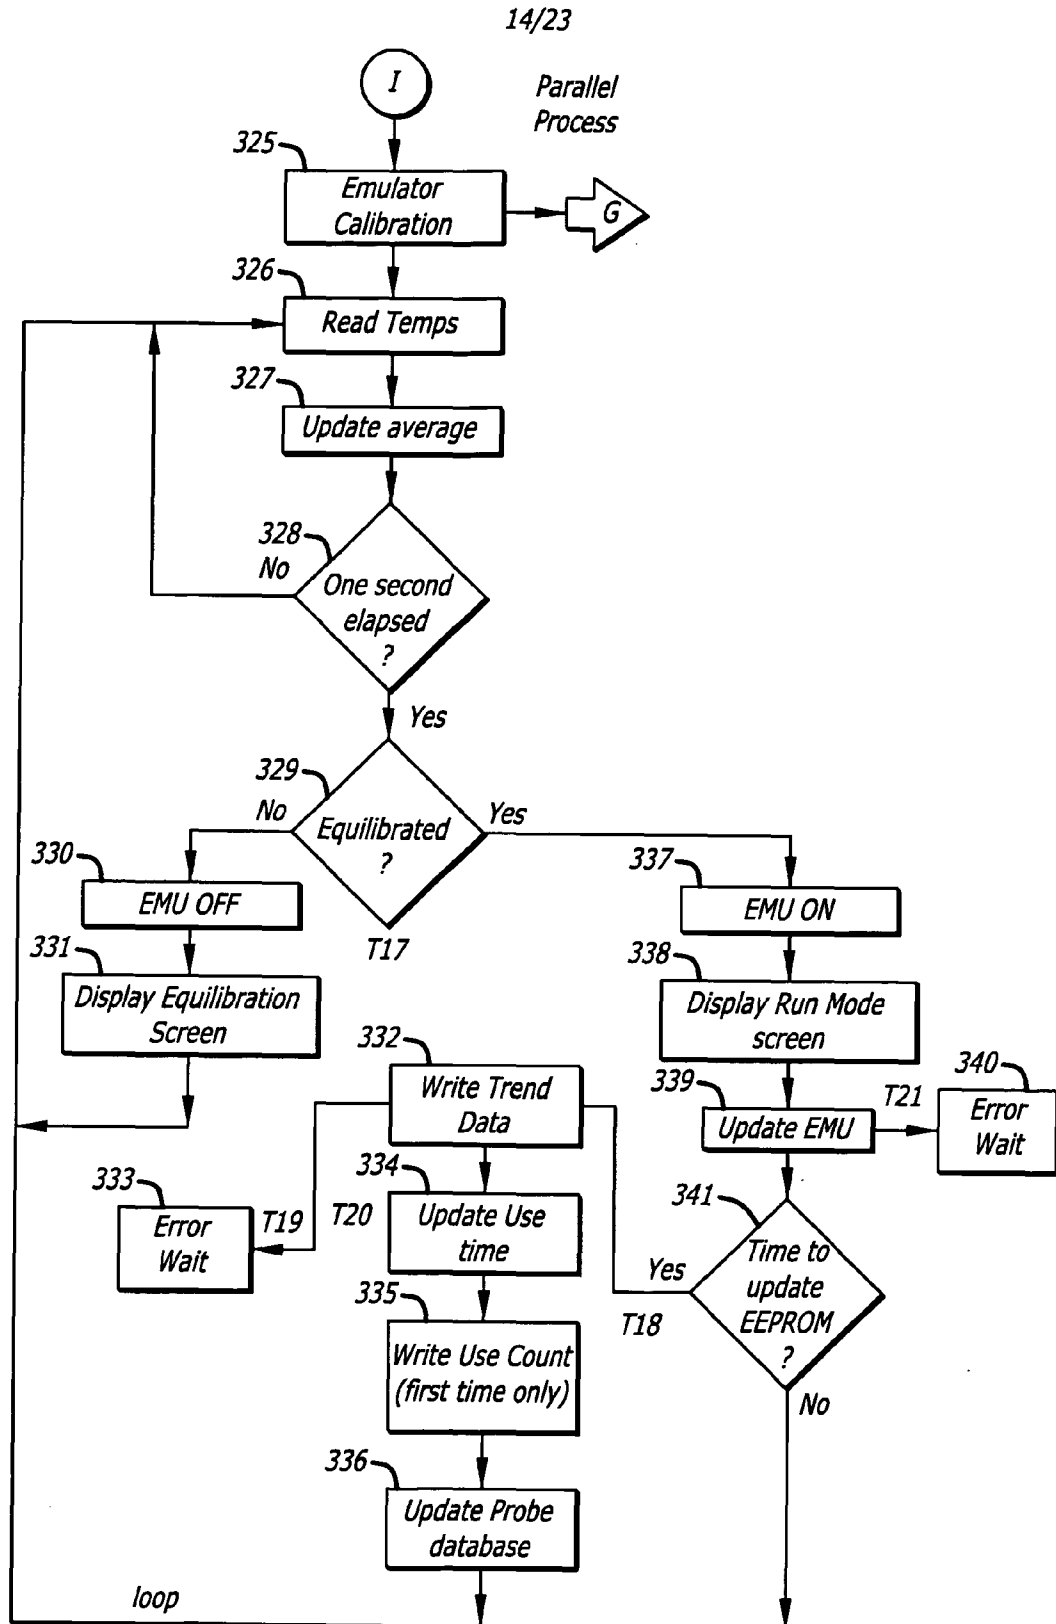 14/23
I
Parallel
Process
325
Emulator
Calibration
G
326
Read Temps
327
Update average
328
No
One second
elapsed
?
Yes
329
No
Equilibrated
?
Yes
T17
330
EMU OFF
331
Display Equilibration
Screen
337
EMU ON
338
Display Run Mode
screen
339
Update EMU
T21
340
Error
Wait
332
Write Trend
Data
333
Error
Wait
T19
T20
334
Update Use
time
341
Time to
update
EEPROM
?
Yes
T18
No
335
Write Use Count
(first time only)
336
Update Probe
database
loop